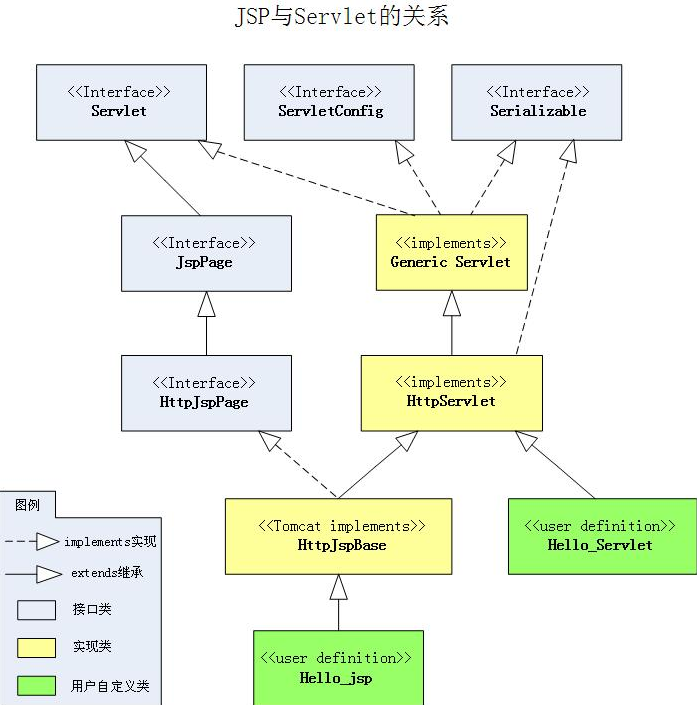 JSP与Servlet的关系
<<Interface>>
Servlet
<<Interface>>
ServletConfig
<<Interface>>
Serializable
<<Interface>>
JspPage
<<implements>>
Generic Servlet
<<Interface>>
HttpJspPage
<<implements>>
HttpServlet
<<Tomcat implements>>
HttpJspBase
<<user definition>>
Hello_Servlet
<<user definition>>
Hello_jsp
图例
implements实现
extends继承
接口类
实现类
用户自定义类